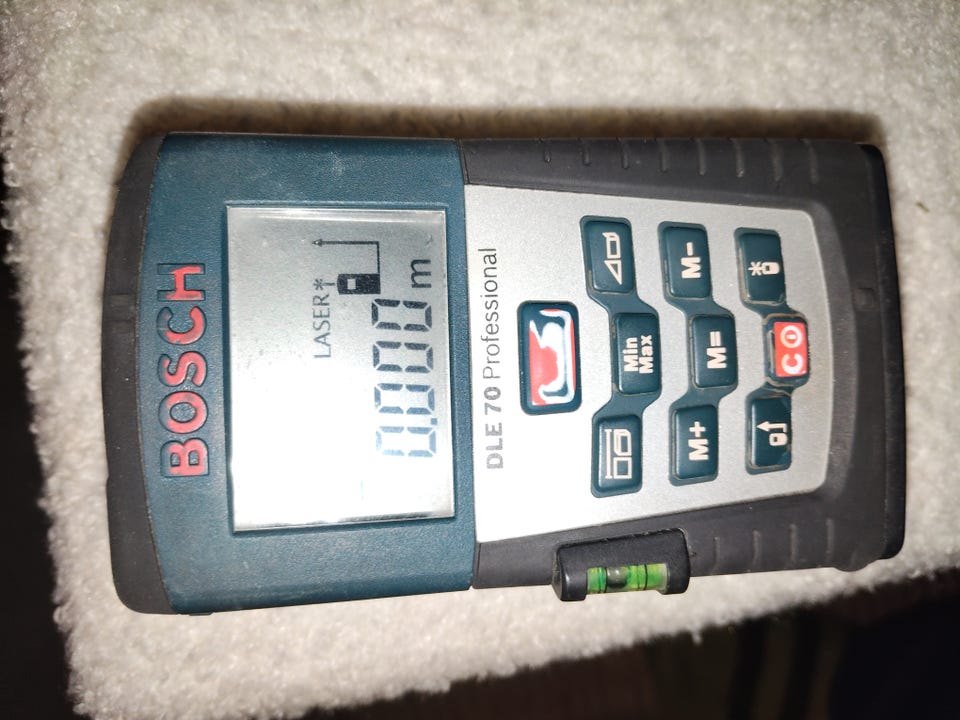 BOSCH
LASER*
0.000 m
DLE 70 Professional
Min
Max
M+ M= M-
C